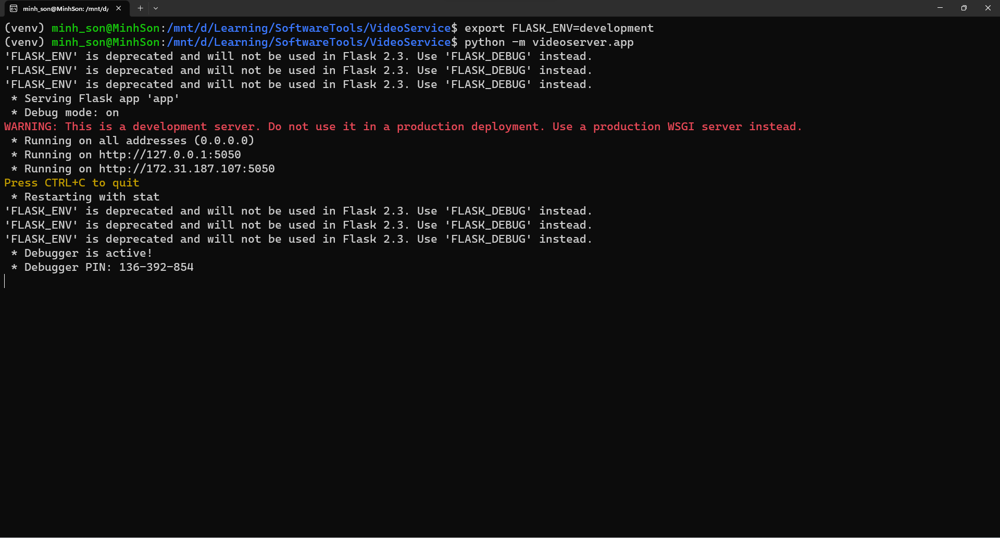 minh_son@MinhSon: /mnt/d/
(venv) minh_son@MinhSon:/mnt/d/Learning/SoftwareTools/VideoService$ export FLASK_ENV=development
(venv) minh_son@MinhSon:/mnt/d/Learning/SoftwareTools/VideoService$ python -m videoserver.app
'FLASK_ENV' is deprecated and will not be used in Flask 2.3. Use 'FLASK_DEBUG' instead.
'FLASK_ENV' is deprecated and will not be used in Flask 2.3. Use 'FLASK_DEBUG' instead.
'FLASK_ENV' is deprecated and will not be used in Flask 2.3. Use 'FLASK_DEBUG' instead.
 * Serving Flask app 'app'
 * Debug mode: on
WARNING: This is a development server. Do not use it in a production deployment. Use a production WSGI server instead.
 * Running on all addresses (0.0.0.0)
 * Running on http://127.0.0.1:5050
 * Running on http://172.31.187.107:5050
Press CTRL+C to quit
 * Restarting with stat
'FLASK_ENV' is deprecated and will not be used in Flask 2.3. Use 'FLASK_DEBUG' instead.
'FLASK_ENV' is deprecated and will not be used in Flask 2.3. Use 'FLASK_DEBUG' instead.
'FLASK_ENV' is deprecated and will not be used in Flask 2.3. Use 'FLASK_DEBUG' instead.
 * Debugger is active!
 * Debugger PIN: 136-392-854